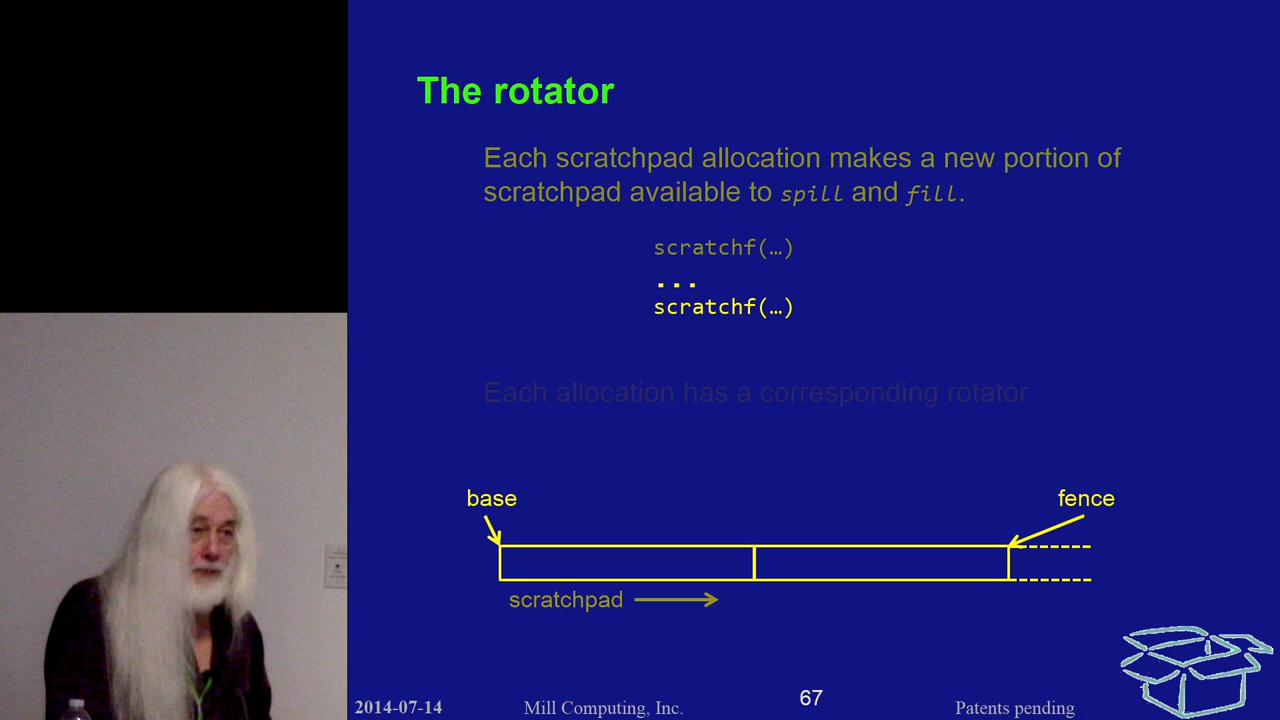 The rotator
Each scratchpad allocation makes a new portion of
scratchpad available to spill and fill.
scratchf(…)
...
scratchf(…)
Each allocation has a corresponding rotator
base
fence
scratchpad
2014-07-14
Mill Computing, Inc.
67
Patents pending